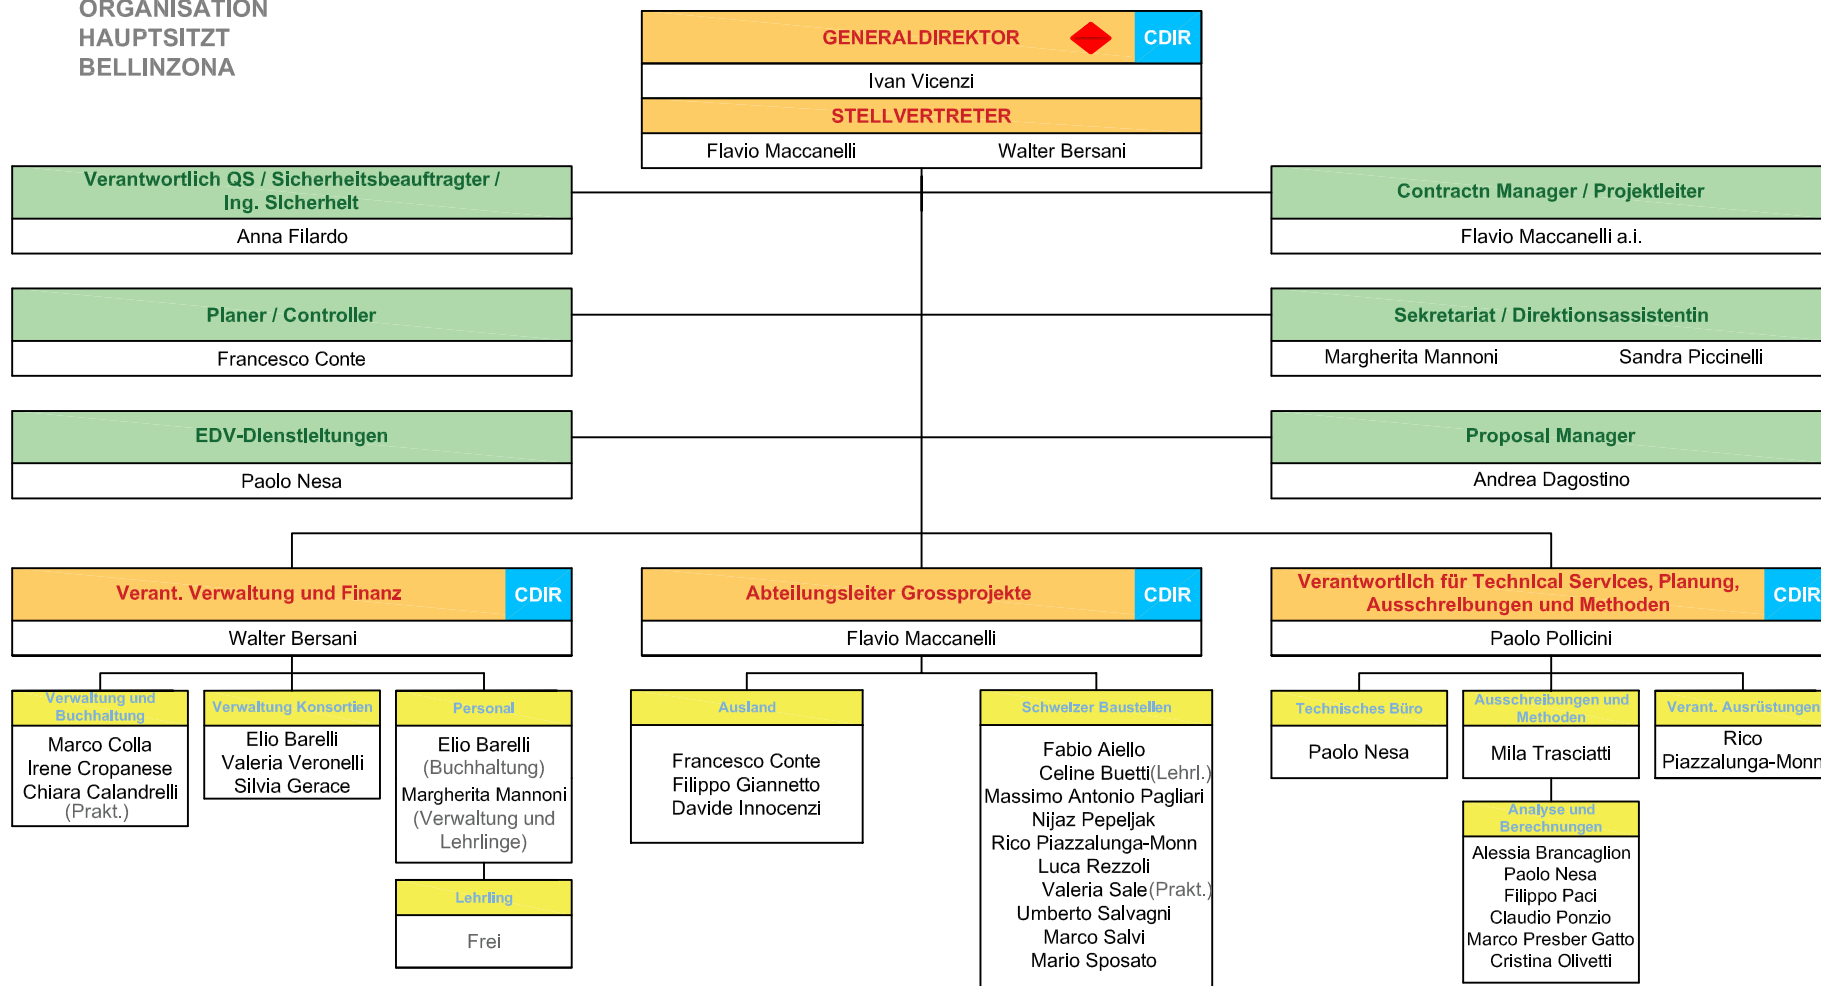 ORGANISATION
HAUPTSITZT
BELLINZONA
GENERALDIREKTOR
CDIR
Ivan Vicenzi
STELLVERTRETER
Flavio Maccanelli
Walter Bersani
Verantwortlich QS / Sicherheitsbeauftragter /
Ing. Sicherheit
Anna Filardo
Contractn Manager / Projektleiter
Flavio Maccanelli a.i.
Planer / Controller
Francesco Conte
Sekretariat / Direktionsassistentin
Margherita Mannoni
Sandra Piccinelli
EDV-Dienstleitungen
Paolo Nesa
Proposal Manager
Andrea Dagostino
Verant. Verwaltung und Finanz
CDIR
Walter Bersani
Abteilungsleiter Grossprojekte
CDIR
Flavio Maccanelli
Verantwortlich für Technical Services, Planung,
Ausschreibungen und Methoden
CDIR
Paolo Pollicini
Verwaltung und
Buchhaltung
Marco Colla
Irene Cropanese
Chiara Calandrelli
(Prakt.)
Verwaltung Konsortien
Elio Barelli
Valeria Veronelli
Silvia Gerace
Personal
Elio Barelli
(Buchhaltung)
Margherita Mannoni
(Verwaltung und
Lehrlinge)
Lehrling
Frei
Ausland
Francesco Conte
Filippo Giannetto
Davide Innocenzi
Schweizer Baustellen
Fabio Aiello
Celine Buetti(Lehrl.)
Massimo Antonio Pagliari
Nijaz Pepeljak
Rico Piazzalunga-Monn
Luca Rezzoli
Valeria Sale(Prakt.)
Umberto Salvagni
Marco Salvi
Mario Sposato
Technisches Büro
Paolo Nesa
Ausschreibungen und
Methoden
Mila Trasciatti
Analyse und
Berechnungen
Alessia Brancaglion
Paolo Nesa
Filippo Paci
Claudio Ponzio
Marco Presber Gatto
Cristina Olivetti
Verant. Ausrüstungen
Rico
Piazzalunga-Monn